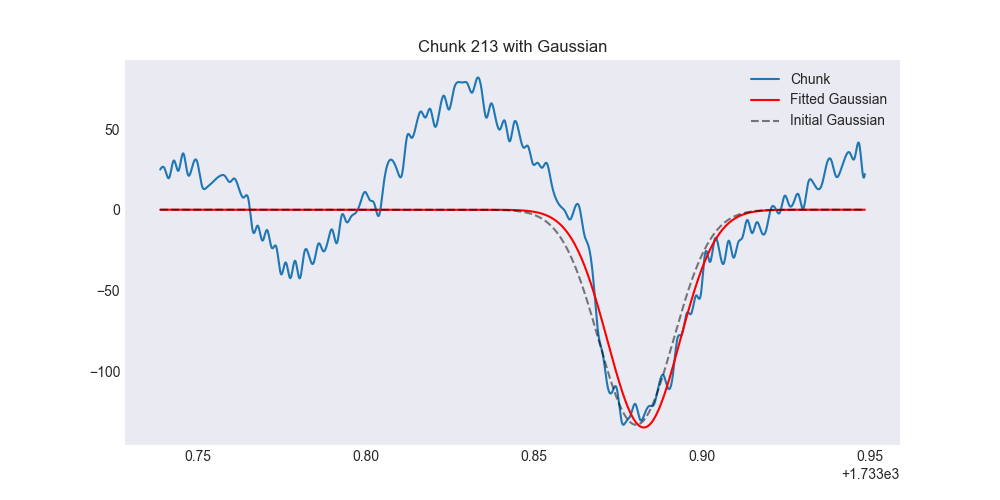 Chunk 213 with Gaussian
Chunk
Fitted Gaussian
Initial Gaussian
50
0
−50
−100
0.75 0.80 0.85 0.90 0.95
+1.733e3